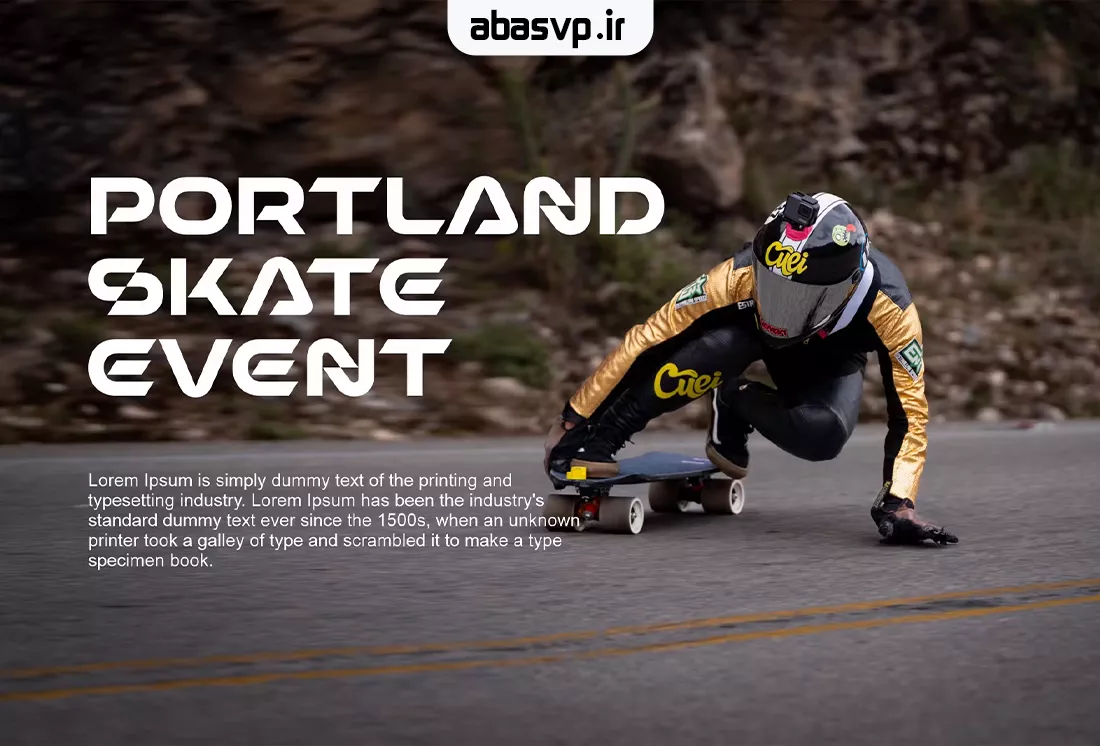 abasvp.ir
PORTLAND
SKATE
EVENT
Cuei
Cuei
Lorem Ipsum is simply dummy text of the printing and
typesetting industry. Lorem Ipsum has been the industry's
standard dummy text ever since the 1500s, when an unknown
printer took a galley of type and scrambled it to make a type
specimen book.